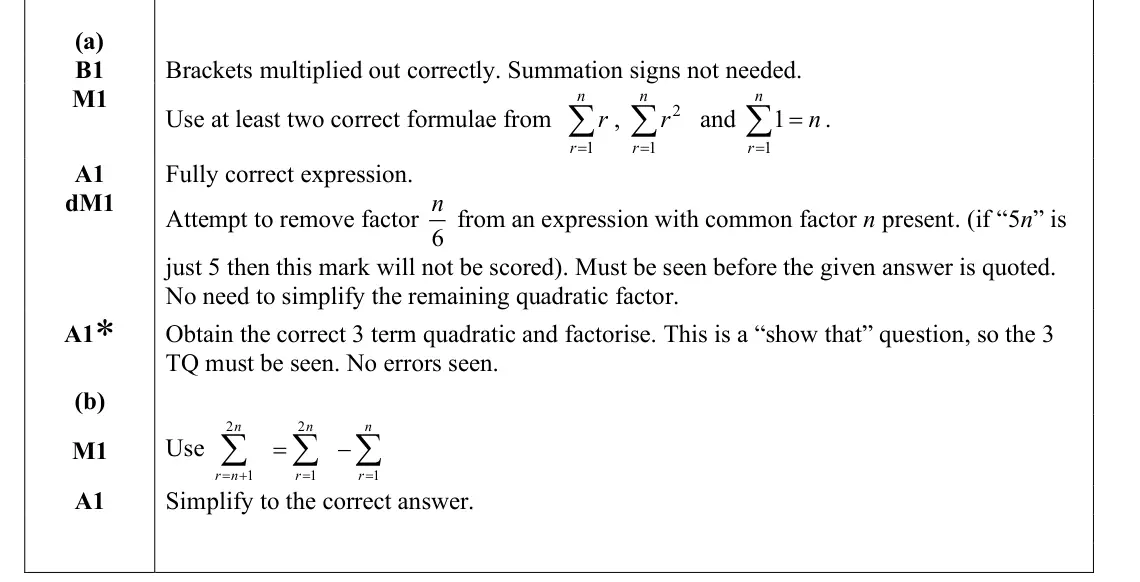 (a)
B1 Brackets multiplied out correctly. Summation signs not needed.
M1 Use at least two correct formulae from $\sum_{r=1}^{n} r$ , $\sum_{r=1}^{n} r^2$ and $\sum_{r=1}^{n} 1 = n$ .
A1 Fully correct expression.
dM1 Attempt to remove factor $\frac{n}{6}$ from an expression with common factor n present. (if “5n” is
just 5 then this mark will not be scored). Must be seen before the given answer is quoted.
No need to simplify the remaining quadratic factor.
A1* Obtain the correct 3 term quadratic and factorise. This is a “show that” question, so the 3
TQ must be seen. No errors seen.
(b)
M1 Use $\sum_{r=n+1}^{2n} = \sum_{r=1}^{2n} - \sum_{r=1}^{n}$
A1 Simplify to the correct answer.